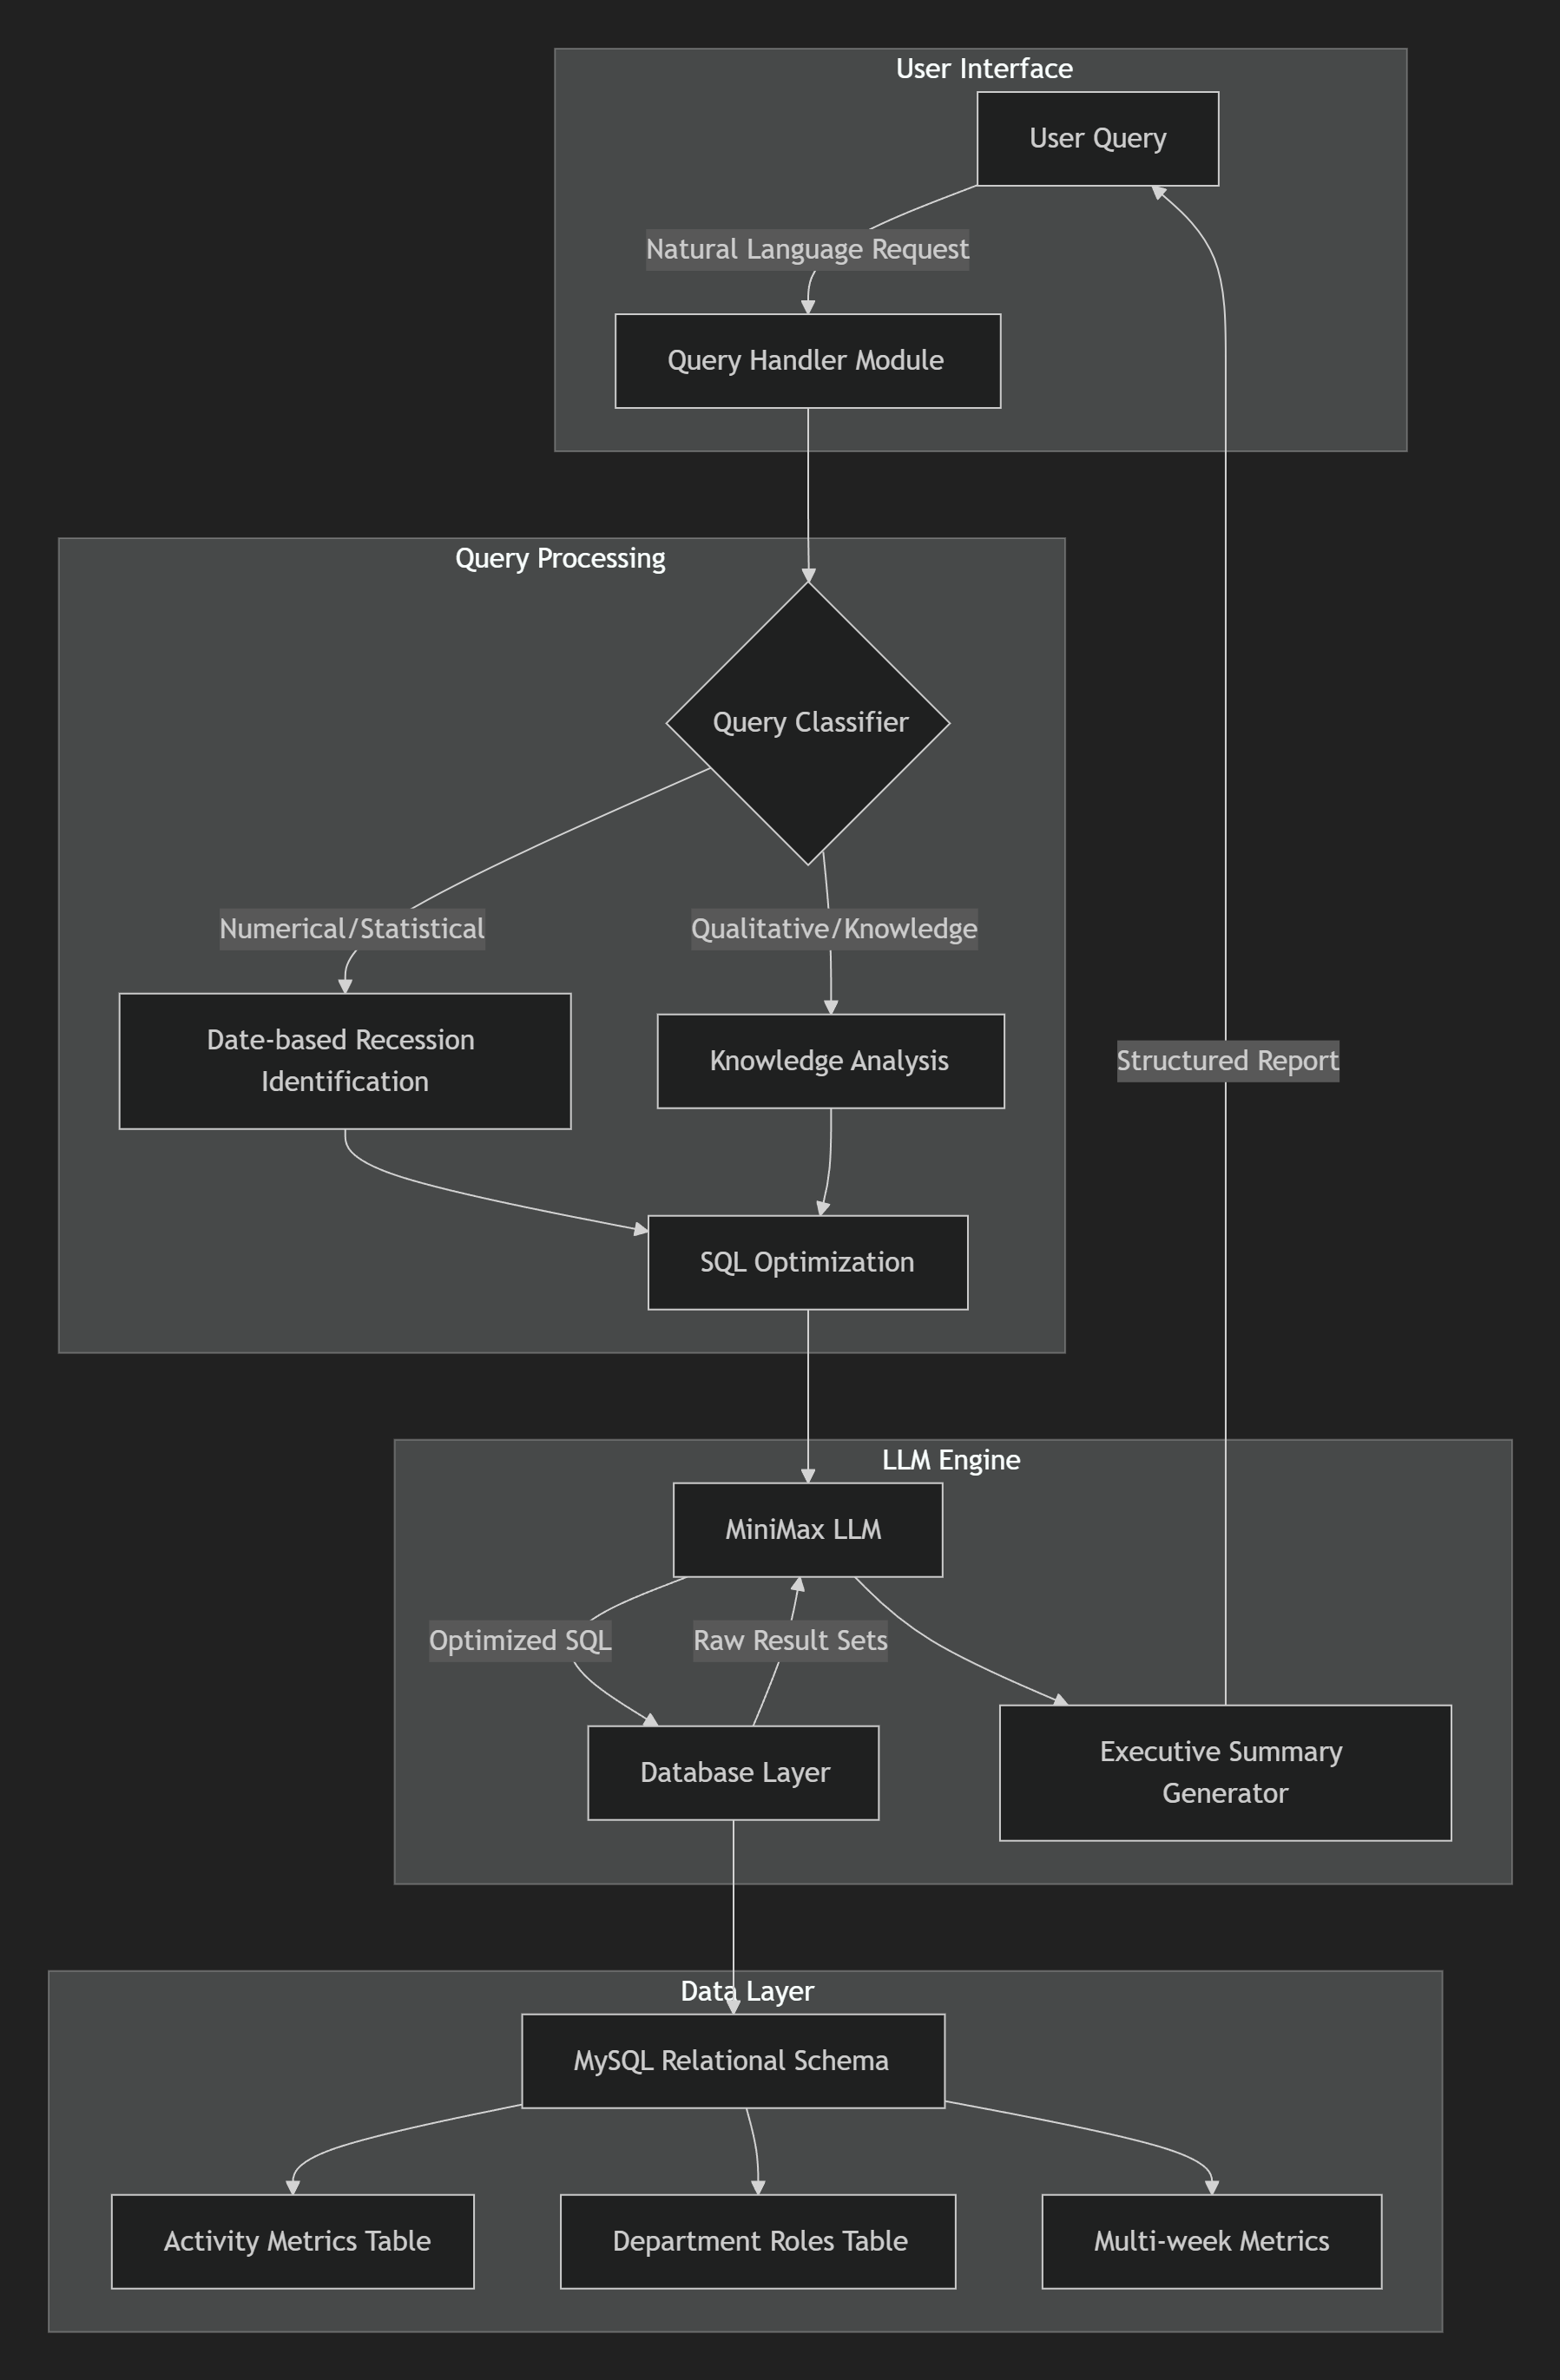 User Interface
User Query
Natural Language Request
Query Handler Module
Query Processing
Query Classifier
Numerical/Statistical
Qualitative/Knowledge
Date-based Recession
Identification
Knowledge Analysis
Structured Report
SQL Optimization
LLM Engine
MiniMax LLM
Optimized SQL
Raw Result Sets
Database Layer
Executive Summary
Generator
Data Layer
MySQL Relational Schema
Activity Metrics Table
Department Roles Table
Multi-week Metrics